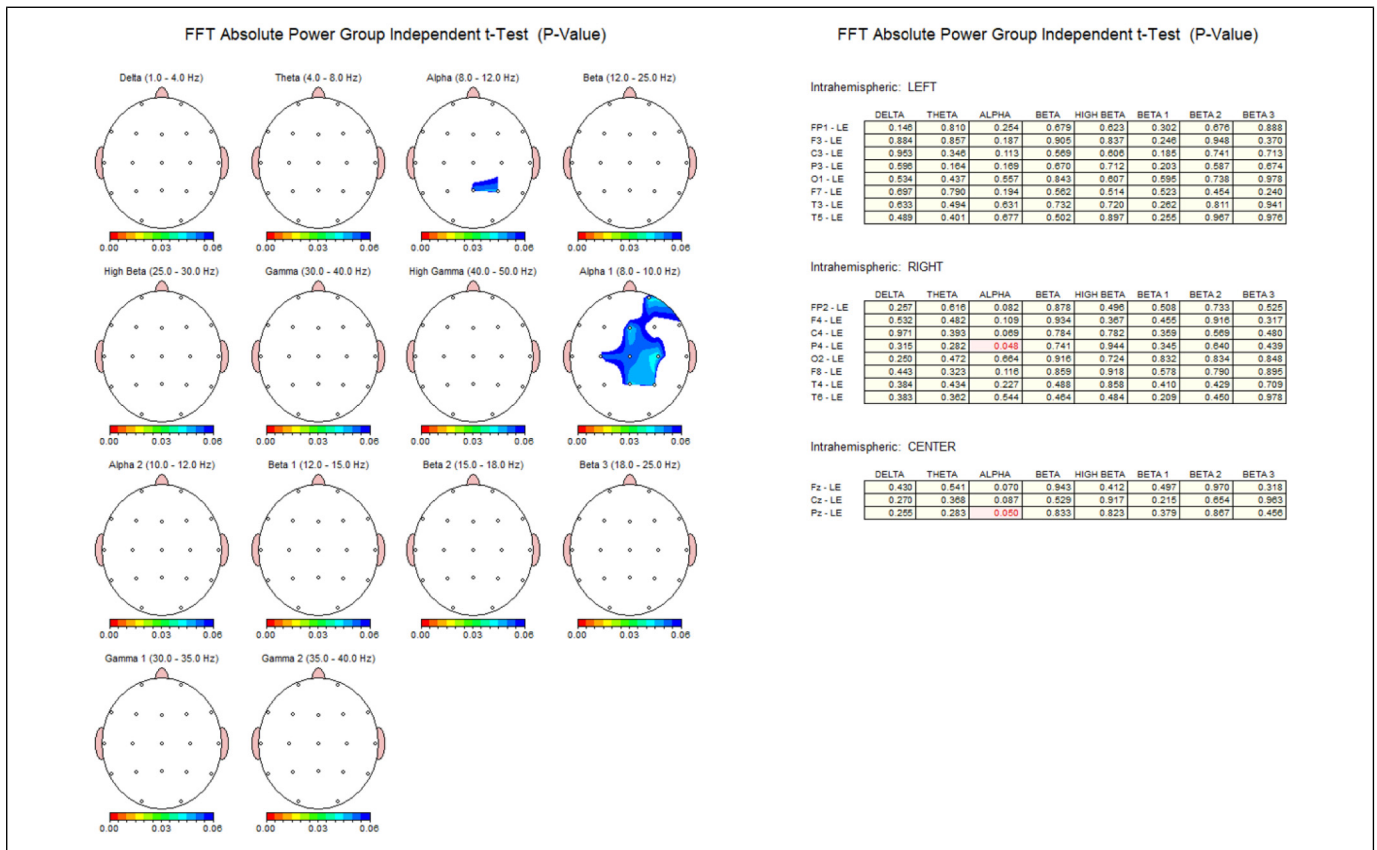 FFT Absolute Power Group Independent t-Test (P-Value)
Delta (1.0 - 4.0 Hz) Theta (4.0 - 8.0 Hz) Alpha (8.0 - 12.0 Hz) Beta (12.0 - 25.0 Hz)
0.00 0.03 0.06 0.00 0.03 0.06 0.00 0.03 0.06 0.00 0.03 0.06
High Beta (25.0 - 30.0 Hz) Gamma (30.0 - 40.0 Hz) High Gamma (40.0 - 50.0 Hz) Alpha 1 (8.0 - 10.0 Hz)
0.00 0.03 0.06 0.00 0.03 0.06 0.00 0.03 0.06 0.00 0.03 0.06
Alpha 2 (10.0 - 12.0 Hz) Beta 1 (12.0 - 15.0 Hz) Beta 2 (15.0 - 18.0 Hz) Beta 3 (18.0 - 25.0 Hz)
0.00 0.03 0.06 0.00 0.03 0.06 0.00 0.03 0.06 0.00 0.03 0.06
Gamma 1 (30.0 - 35.0 Hz) Gamma 2 (35.0 - 40.0 Hz)
0.00 0.03 0.06 0.00 0.03 0.06
FFT Absolute Power Group Independent t-Test (P-Value)
Intrahemispheric: LEFT
DELTA THETA ALPHA BETA HIGH BETA BETA 1 BETA 2 BETA 3
FP1 - LE 0.146 0.810 0.254 0.679 0.623 0.302 0.676 0.888
F3 - LE 0.884 0.857 0.187 0.905 0.837 0.246 0.948 0.370
C3 - LE 0.953 0.346 0.113 0.569 0.606 0.185 0.741 0.713
P3 - LE 0.596 0.164 0.169 0.670 0.712 0.203 0.587 0.674
O1 - LE 0.534 0.437 0.557 0.843 0.607 0.595 0.738 0.978
F7 - LE 0.697 0.790 0.194 0.562 0.514 0.523 0.454 0.240
T3 - LE 0.633 0.494 0.631 0.732 0.720 0.262 0.811 0.941
T5 - LE 0.489 0.401 0.677 0.502 0.897 0.255 0.967 0.976
Intrahemispheric: RIGHT
DELTA THETA ALPHA BETA HIGH BETA BETA 1 BETA 2 BETA 3
FP2 - LE 0.257 0.616 0.082 0.878 0.496 0.508 0.733 0.525
F4 - LE 0.532 0.482 0.109 0.934 0.367 0.455 0.916 0.317
C4 - LE 0.971 0.393 0.069 0.784 0.782 0.359 0.569 0.480
P4 - LE 0.315 0.282 0.048 0.741 0.944 0.345 0.640 0.439
O2 - LE 0.250 0.472 0.664 0.916 0.724 0.832 0.834 0.848
F8 - LE 0.443 0.323 0.116 0.859 0.918 0.578 0.790 0.895
T4 - LE 0.384 0.434 0.227 0.488 0.858 0.410 0.429 0.709
T6 - LE 0.383 0.362 0.544 0.464 0.484 0.209 0.450 0.978
Intrahemispheric: CENTER
DELTA THETA ALPHA BETA HIGH BETA BETA 1 BETA 2 BETA 3
Fz - LE 0.430 0.541 0.070 0.943 0.412 0.497 0.970 0.318
Cz - LE 0.270 0.368 0.087 0.529 0.917 0.215 0.654 0.963
Pz - LE 0.255 0.283 0.050 0.833 0.823 0.379 0.867 0.456